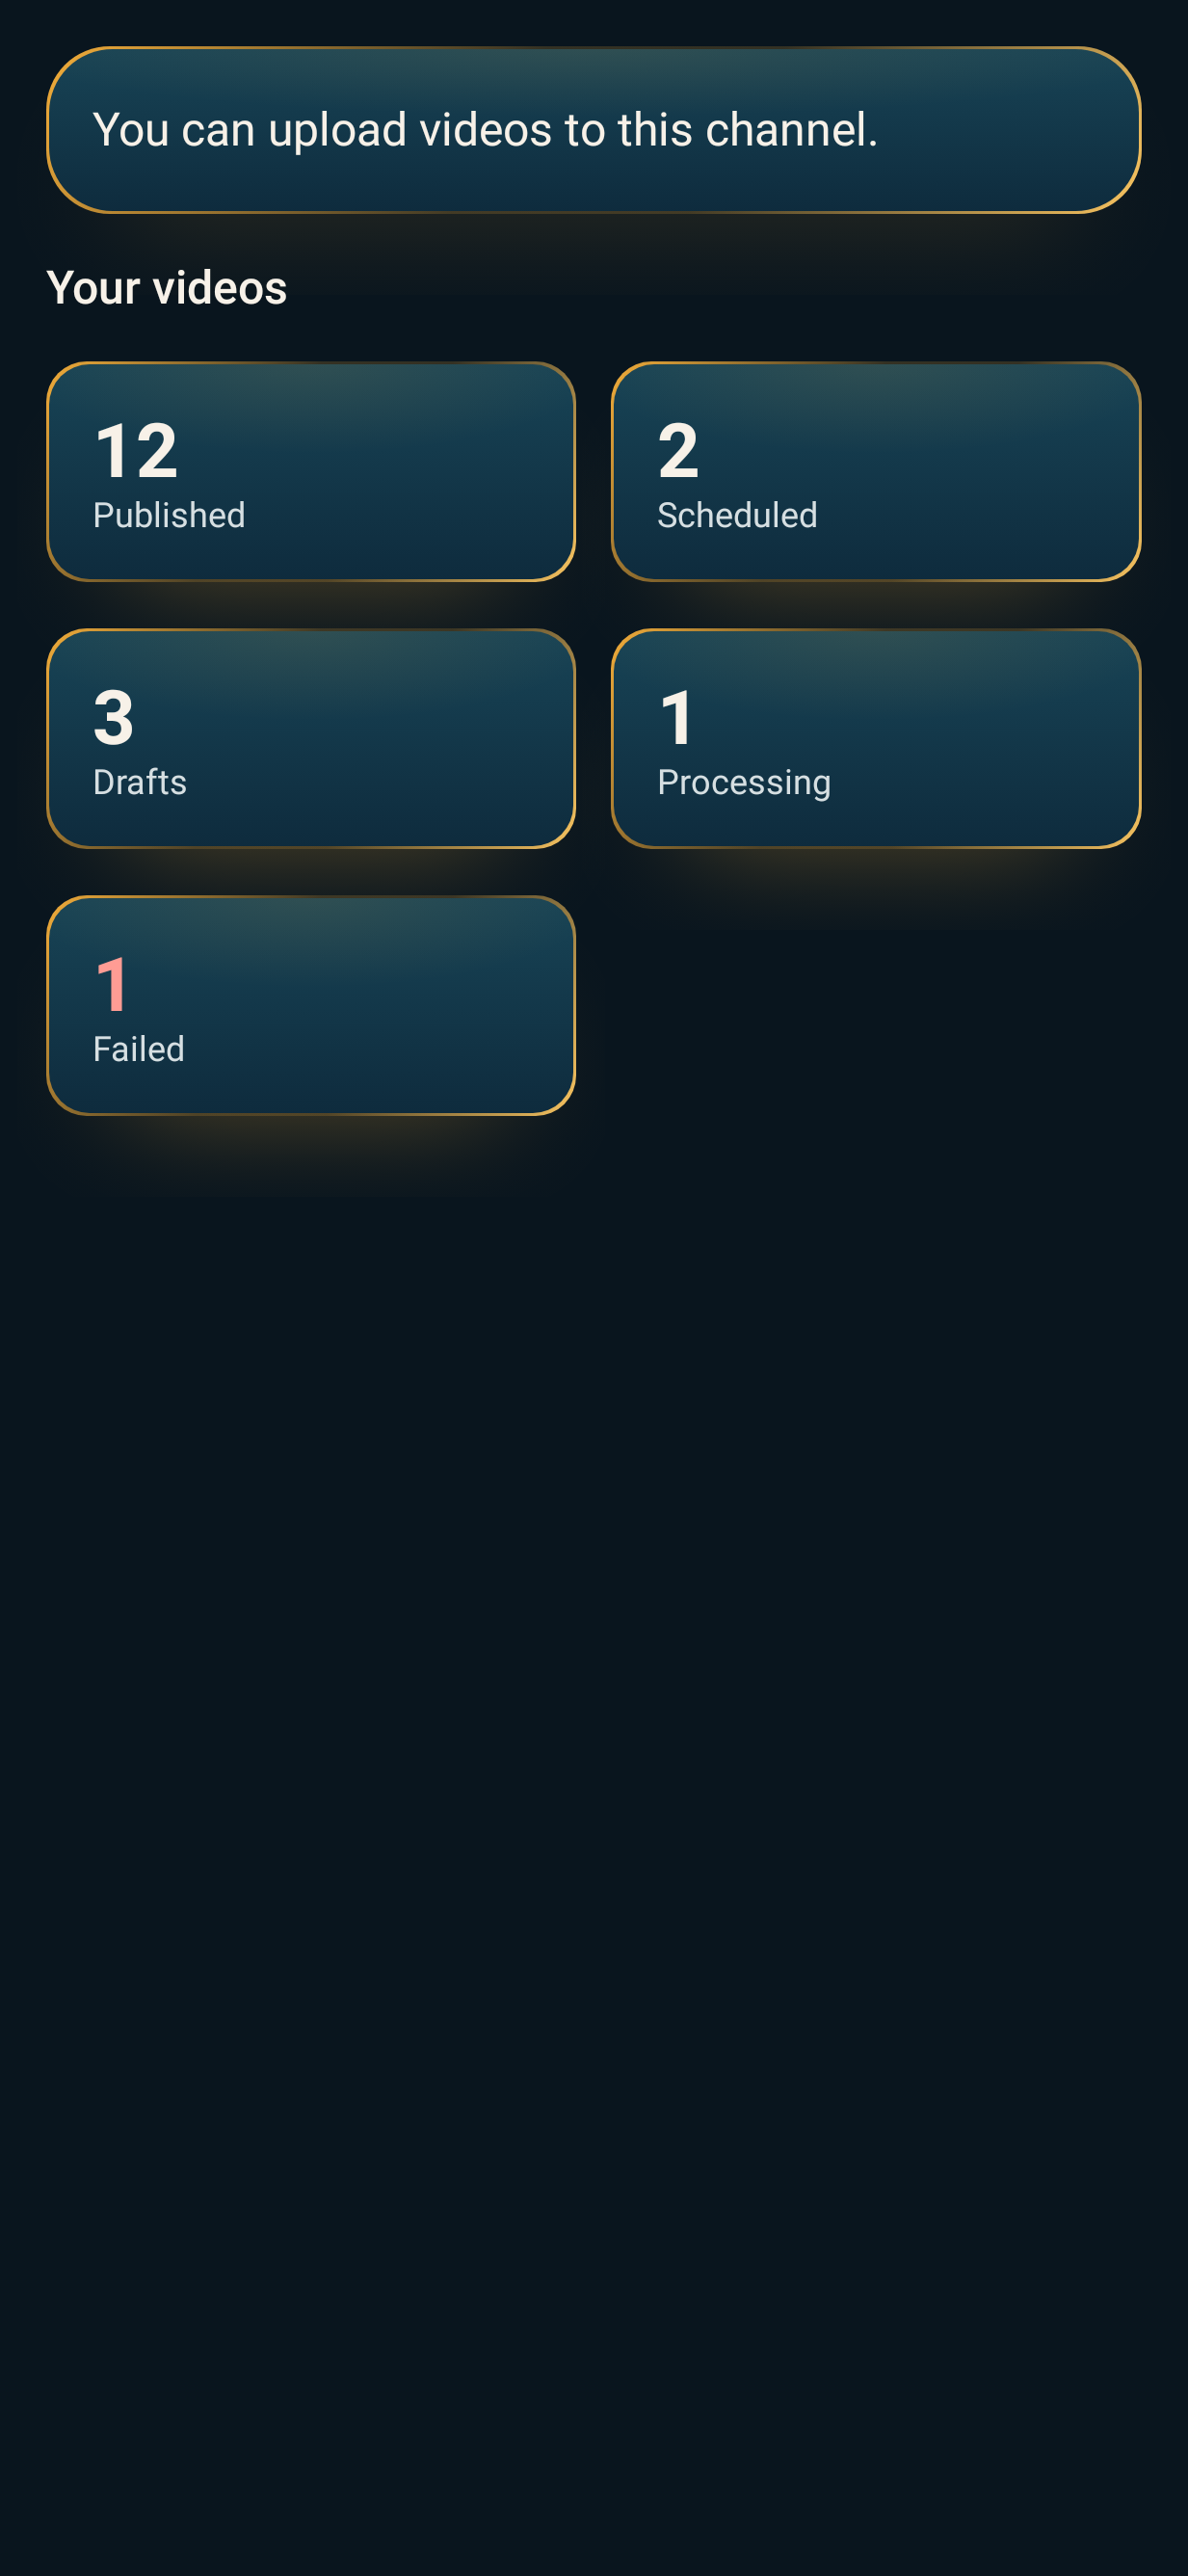 You can upload videos to this channel.
Your videos
12
Published
2
Scheduled
3
Drafts
1
Processing
1
Failed